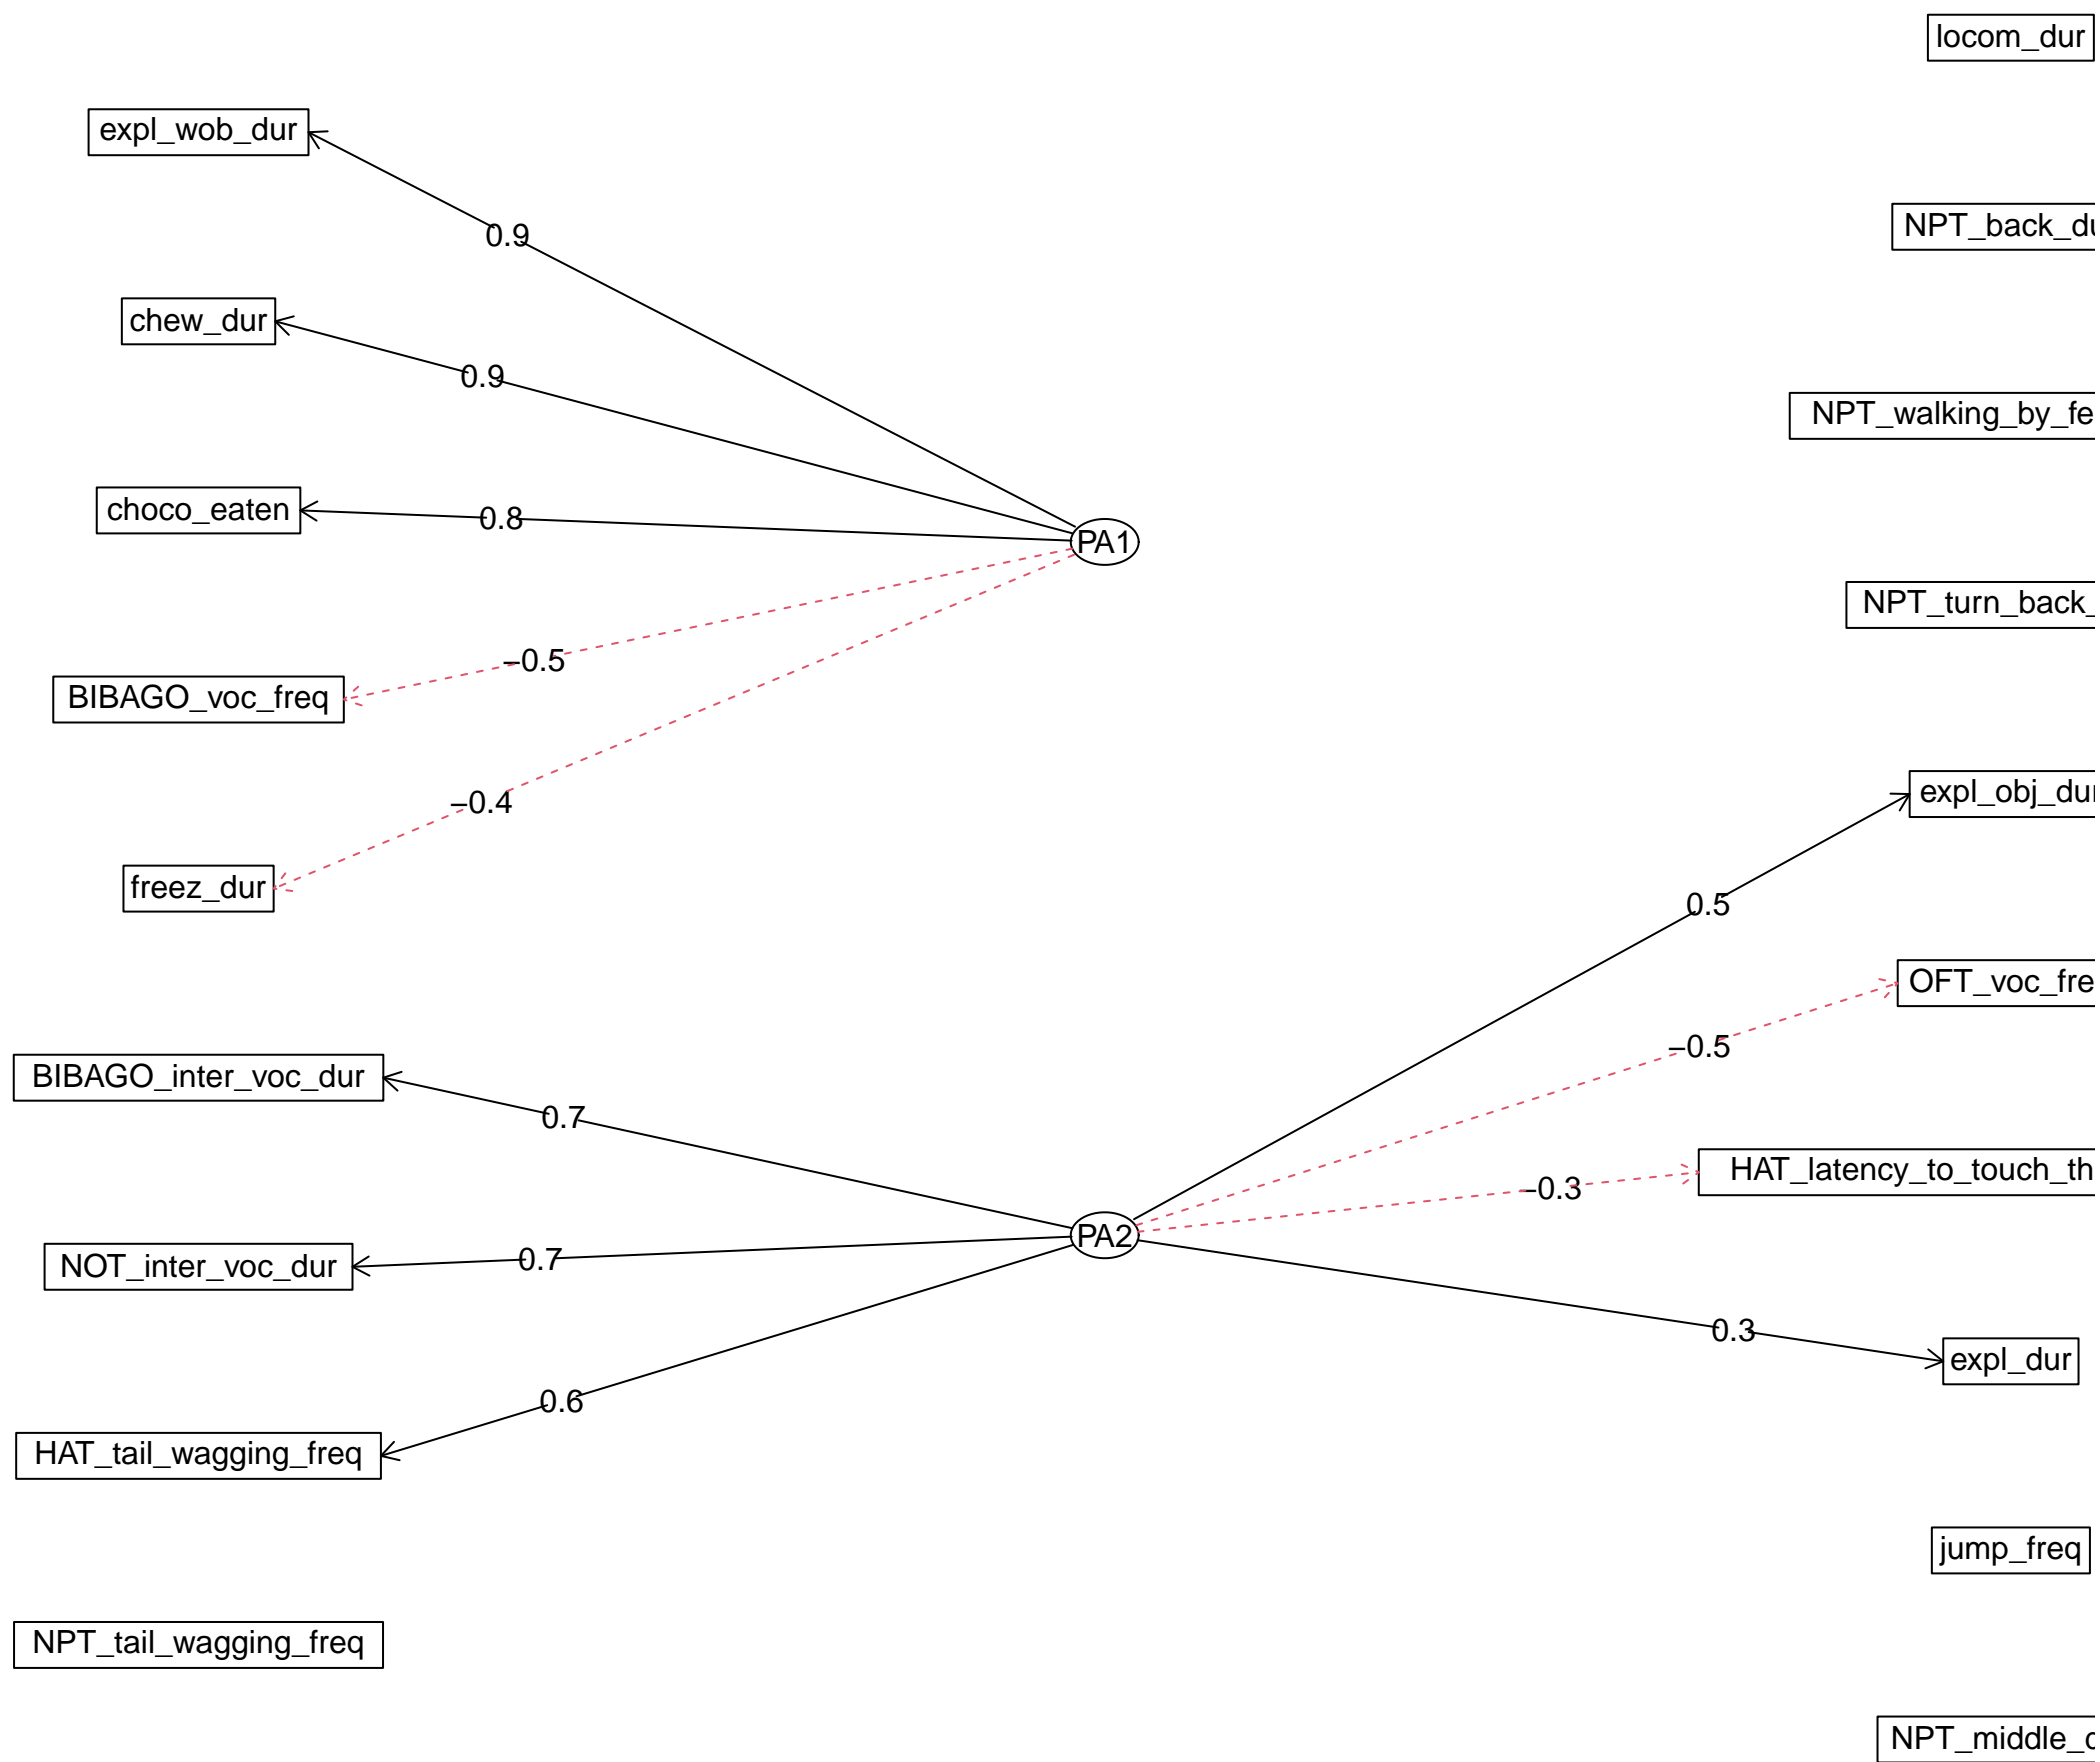 locom_dur
expl_wob_dur
NPT_back_du
0.9
chew_dur
0.9
NPT_walking_by_fe
choco_eaten
0.8
PA1
NPT_turn_back_
−0.5
BIBAGO_voc_freq
−0.4
expl_obj_dur
freez_dur
0.5
OFT_voc_fre
−0.5
BIBAGO_inter_voc_dur
0.7
HAT_latency_to_touch_th
−0.3
PA2
NOT_inter_voc_dur
0.7
0.3
expl_dur
0.6
HAT_tail_wagging_freq
jump_freq
NPT_tail_wagging_freq
NPT_middle_